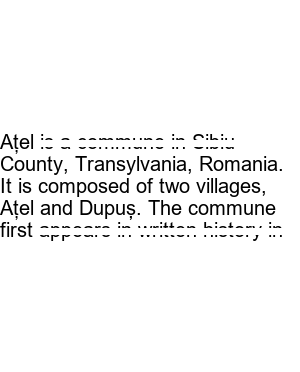 Ațel is a commune in Sibiu
County, Transylvania, Romania.
It is composed of two villages,
Ațel and Dupuș. The commune
first appears in written history in